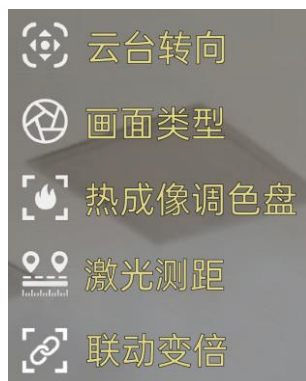 云台转向
画面类型
热成像调色盘
激光测距
联动变倍